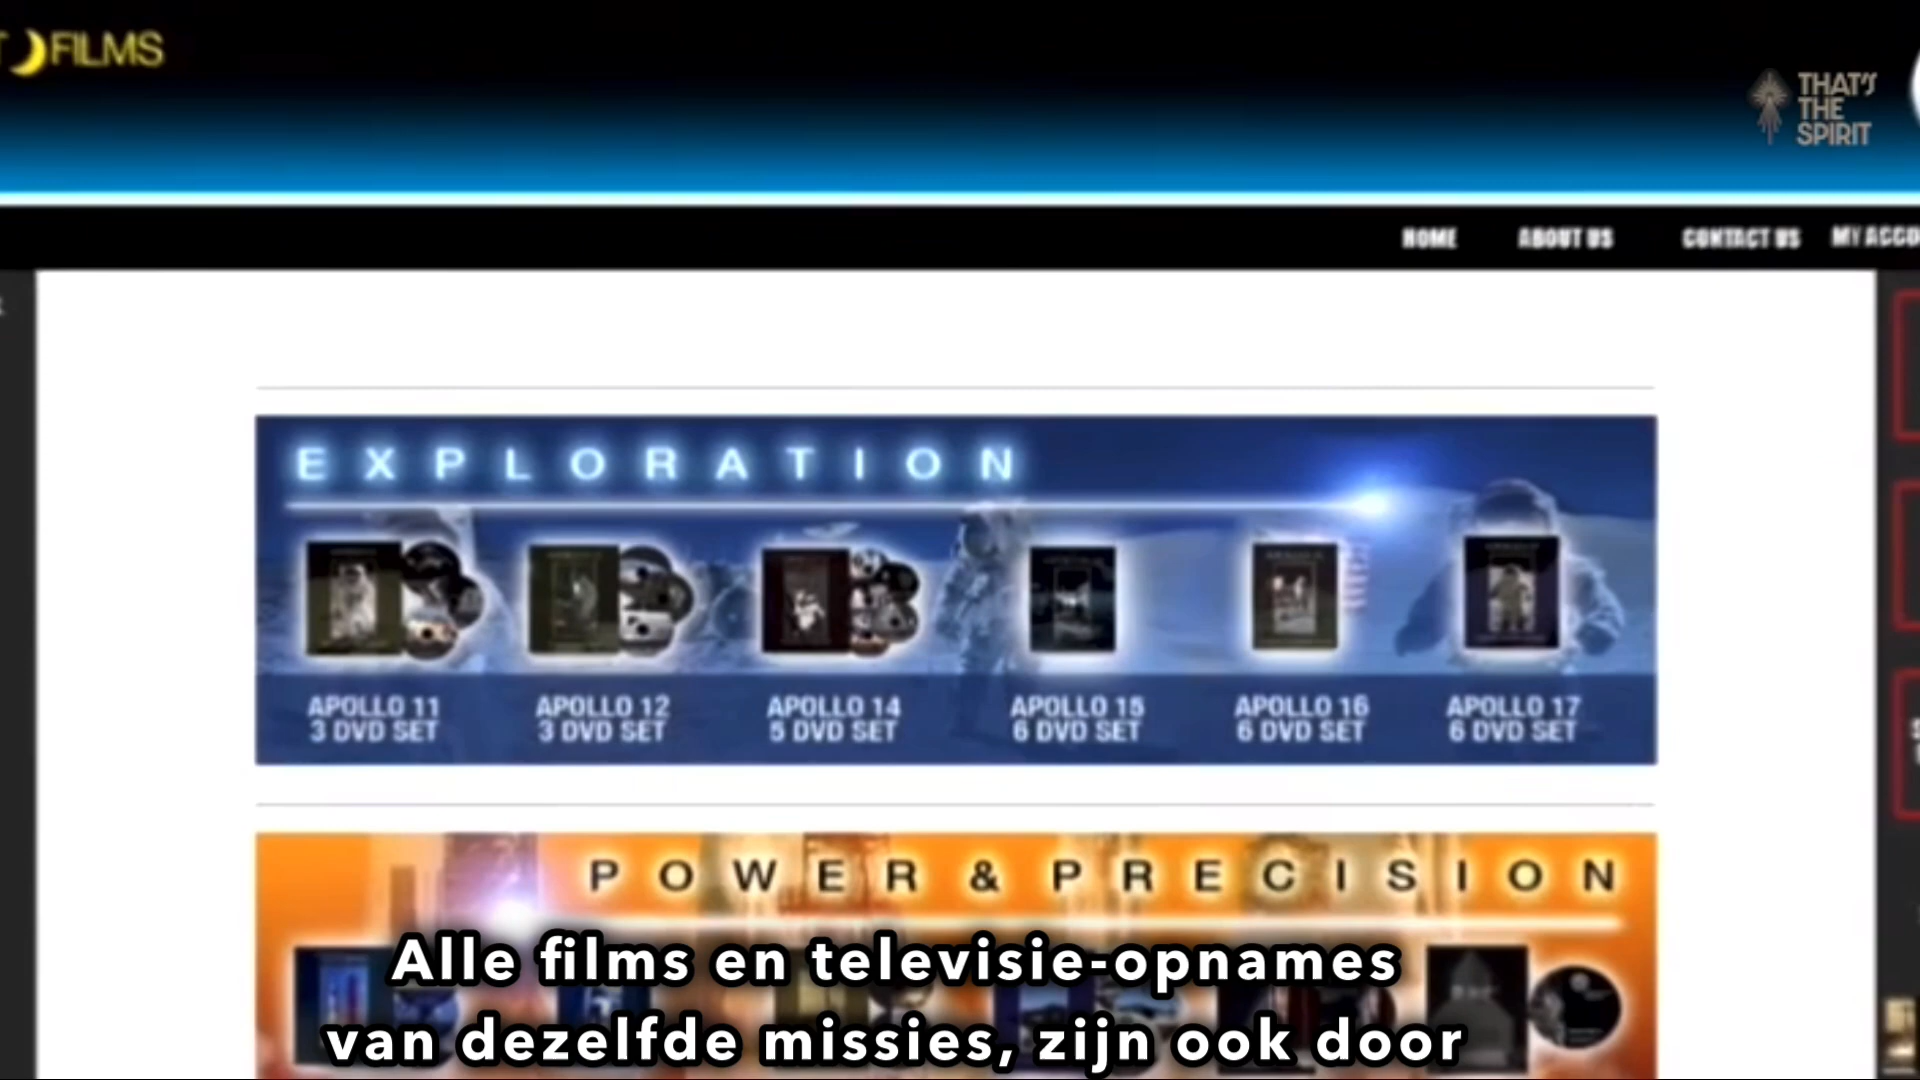 FILMS
THAT'S
THE
SPIRIT
HOME ABOUT US CONTACT US MY ACCOU
EXPLORATION
APOLLO 11
3 DVD SET
APOLLO 12
3 DVD SET
APOLLO 14
5 DVD SET
APOLLO 15
6 DVD SET
APOLLO 16
6 DVD SET
APOLLO 17
6 DVD SET
POWER & PRECISION
Alle films en televisie-opnames
van dezelfde missies, zijn ook door